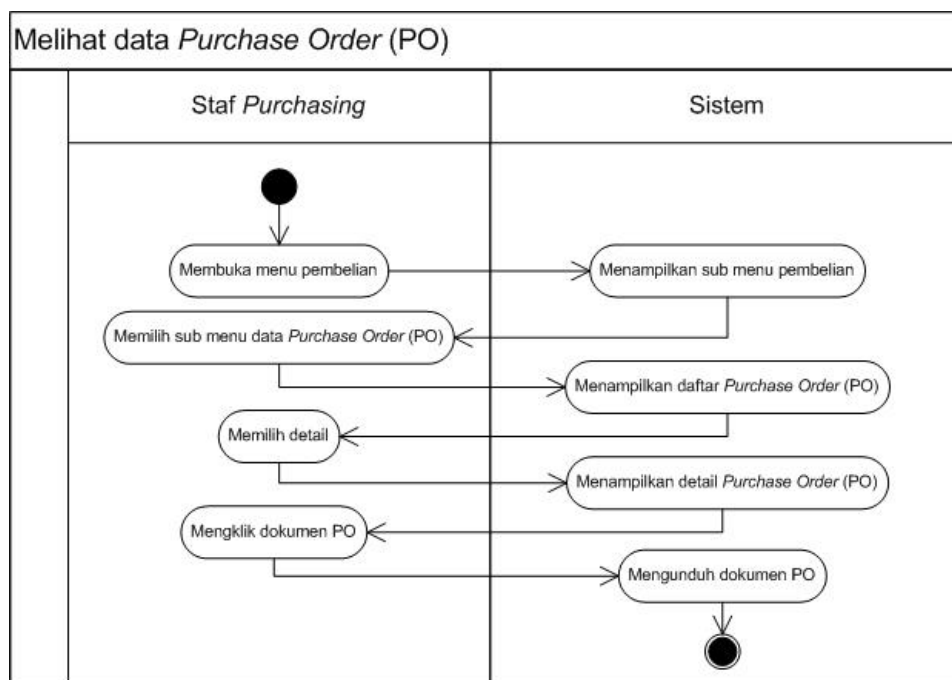 Melihat data Purchase Order (PO)
Staf Purchasing
Sistem
Membuka menu pembelian
Menampilkan sub menu pembelian
Memilih sub menu data Purchase Order (PO)
Menampilkan daftar Purchase Order (PO)
Memilih detail
Menampilkan detail Purchase Order (PO)
Mengklik dokumen PO
Mengunduh dokumen PO